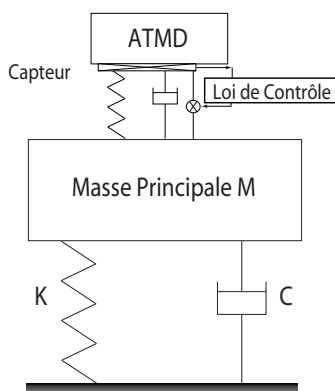 ATMD
Capteur
Loi de Contrôle
Masse Principale M
K
C